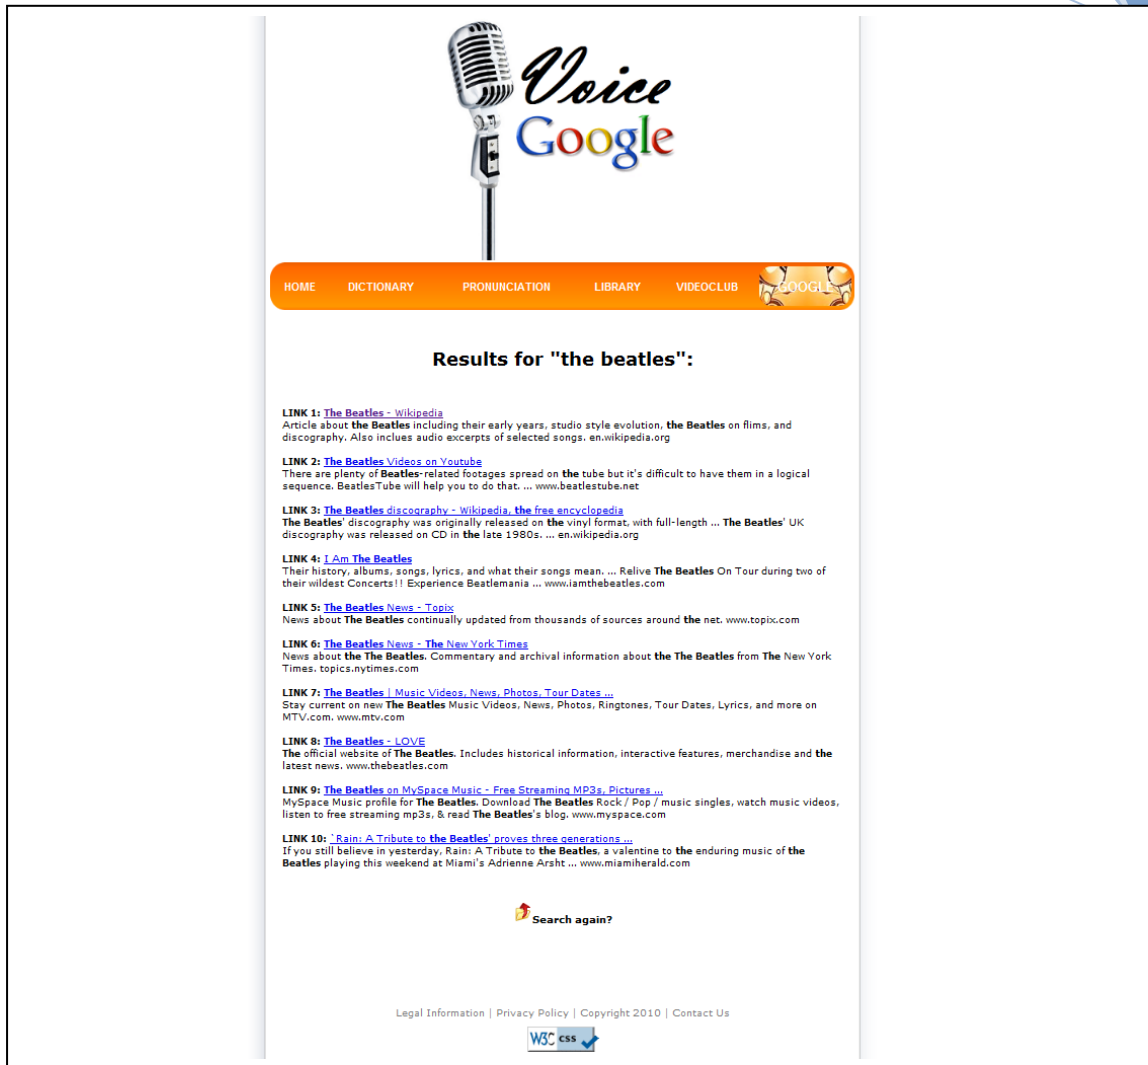 Voice
Google
HOME DICTIONARY PRONUNCIATION LIBRARY VIDEOCLUB GOOGLE
Results for "the beatles":
LINK 1: The Beatles - Wikipedia
Article about the Beatles including their early years, studio style evolution, the Beatles on flims, and
discography. Also inclues audio excerpts of selected songs. en.wikipedia.org
LINK 2: The Beatles Videos on Youtube
There are plenty of Beatles-related footages spread on the tube but it's difficult to have them in a logical
sequence. BeatlesTube will help you to do that. ... www.beatlestube.net
LINK 3: The Beatles discography - Wikipedia, the free encyclopedia
The Beatles' discography was originally released on the vinyl format, with full-length ... The Beatles' UK
discography was released on CD in the late 1980s. ... en.wikipedia.org
LINK 4: I Am The Beatles
Their history, albums, songs, lyrics, and what their songs mean. ... Relive The Beatles On Tour during two of
their wildest Concerts!! Experience Beatlemania ... www.iamthebeatles.com
LINK 5: The Beatles News - Topix
News about The Beatles continually updated from thousands of sources around the net. www.topix.com
LINK 6: The Beatles News - The New York Times
News about the The Beatles. Commentary and archival information about the The Beatles from The New York
Times. topics.nytimes.com
LINK 7: The Beatles | Music Videos, News, Photos, Tour Dates ...
Stay current on new The Beatles Music Videos, News, Photos, Ringtones, Tour Dates, Lyrics, and more on
MTV.com. www.mtv.com
LINK 8: The Beatles - LOVE
The official website of The Beatles. Includes historical information, interactive features, merchandise and the
latest news. www.thebeatles.com
LINK 9: The Beatles on MySpace Music - Free Streaming MP3s, Pictures ...
MySpace Music profile for The Beatles. Download The Beatles Rock / Pop / music singles, watch music videos,
listen to free streaming mp3s, & read The Beatles's blog. www.myspace.com
LINK 10: `Rain: A Tribute to the Beatles' proves three generations ...
If you still believe in yesterday, Rain: A Tribute to the Beatles, a valentine to the enduring music of the
Beatles playing this weekend at Miami's Adrienne Arsht ... www.miamiherald.com
Search again?
Legal Information | Privacy Policy | Copyright 2010 | Contact Us
W3C css